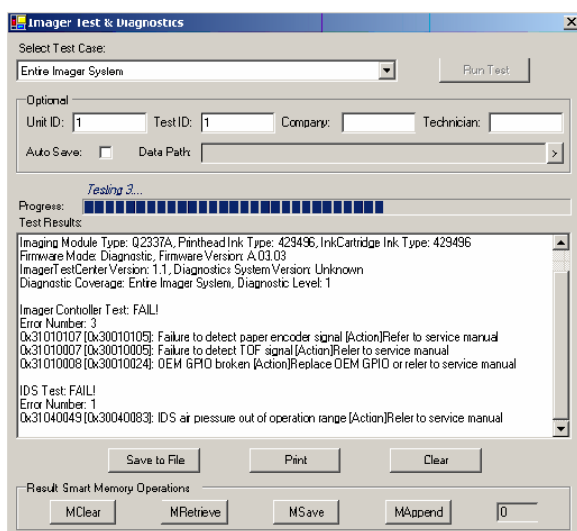 Imager Test & Diagnostics
Select Test Case:
Entire Imager System
Run Test
Optional
Unit ID: 1 Test ID: 1 Company: Technician:
Auto Save: Data Path: >
Testing 3...
Progress:
Test Results:
Imaging Module Type: Q2337A, Printhead Ink Type: 429496, InkCartridge Ink Type: 429496
Firmware Mode: Diagnostic, Firmware Version: A.03.03
ImagerTestCenter Version: 1.1, Diagnostics System Version: Unknown
Diagnostic Coverage: Entire Imager System, Diagnostic Level: 1
Imager Controller Test: FAIL!
Error Number: 3
0x31010107 [0x30010105]: Failure to detect paper encoder signal [Action]Refer to service manual
0x31010007 [0x30010005]: Failure to detect TOF signal [Action]Refer to service manual
0x31010008 [0x30010024]: OEM GPIO broken [Action]Replace OEM GPIO or refer to service manual
IDS Test: FAIL!
Error Number: 1
0x31040049 [0x30040083]: IDS air pressure out of operation range [Action]Refer to service manual
Save to File Print Clear
Result Smart Memory Operations
MClear MRetrieve MSave MAppend 0